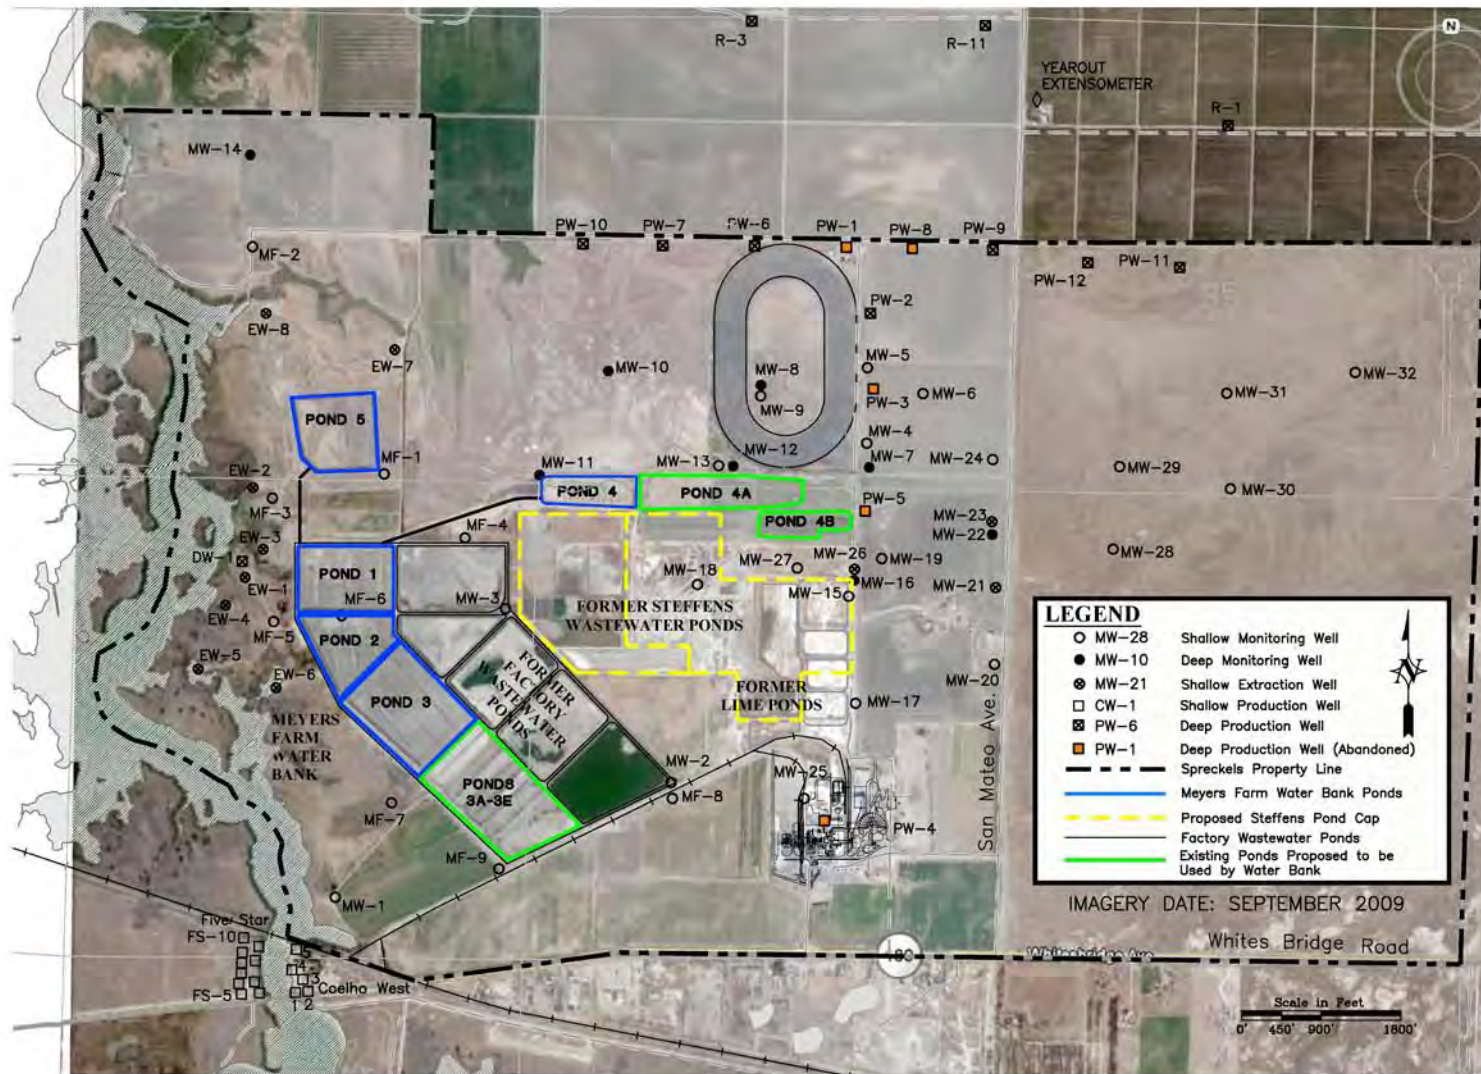 N
R-3
R-11
YEAROUT
EXTENSOMETER
R-1
MW-14
MF-2
PW-10
PW-7
PW-6
PW-1
PW-8
PW-9
PW-12
PW-11
EW-8
PW-2
EW-7
MW-5
MW-10
MW-8
MW-9
PW-3
MW-6
MW-31
MW-32
POND 5
MW-4
MW-12
MW-13
MW-7
MW-24
MW-29
MF-1
MW-11
EW-2
MF-3
POND 4
POND 4A
MW-30
PW-5
POND 4B
MW-23
MW-22
MF-4
EW-3
DW-1
MW-26
MW-19
MW-28
MW-27
POND 1
EW-1
MW-18
MW-16
MW-21
MF-6
MW-3
MW-15
EW-4
MF-5
FORMER STEFFENS
WASTEWATER PONDS
POND 2
EW-5
EW-6
FORMER
FACTORY
WASTEWATER
PONDS
MW-20
FORMER
LIME PONDS
POND 3
MW-17
MEYERS
FARM
WATER
BANK
San Mateo Ave.
MW-2
MW-25
PONDS
3A-3E
MF-8
MF-7
PW-4
MF-9
MW-1
LEGEND
MW-28 Shallow Monitoring Well
MW-10 Deep Monitoring Well
MW-21 Shallow Extraction Well
CW-1 Shallow Production Well
PW-6 Deep Production Well
PW-1 Deep Production Well (Abandoned)
Spreckels Property Line
Meyers Farm Water Bank Ponds
Proposed Steffens Pond Cap
Factory Wastewater Ponds
Existing Ponds Proposed to be
Used by Water Bank
N
IMAGERY DATE: SEPTEMBER 2009
Five Star
FS-10
5
4
3
FS-5
1 2
Coelho West
180
Whitesbridge Ave
Whites Bridge Road
Scale in Feet
0' 450' 900' 1800'